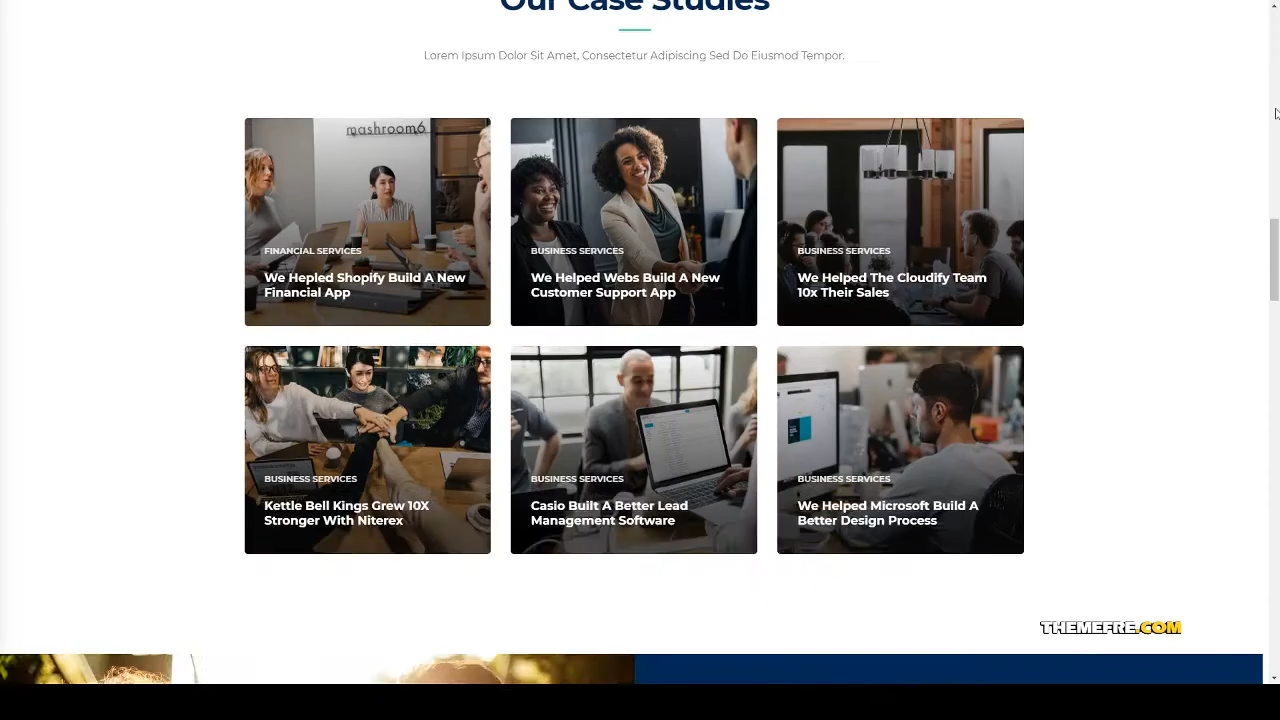 Our Case Studies
Lorem Ipsum Dolor Sit Amet, Consectetur Adipiscing Sed Do Eiusmod Tempor.
mashroom6
FINANCIAL SERVICES
We Hepled Shopify Build A New
Financial App
BUSINESS SERVICES
We Helped Webs Build A New
Customer Support App
BUSINESS SERVICES
We Helped The Cloudify Team
10x Their Sales
BUSINESS SERVICES
Kettle Bell Kings Grew 10X
Stronger With Niterex
BUSINESS SERVICES
Casio Built A Better Lead
Management Software
BUSINESS SERVICES
We Helped Microsoft Build A
Better Design Process
THEMEFRE.COM